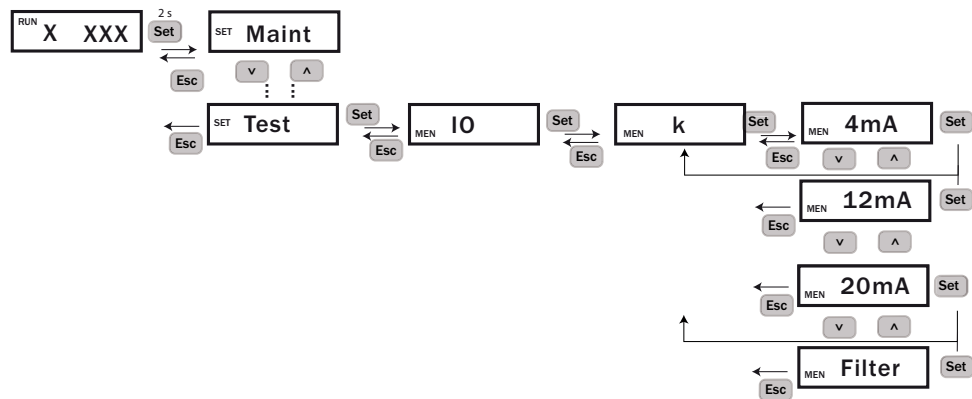 2 s
RUN X XXX Set SET Maint
Esc v ʌ
SET Test Set MEN IO Set MEN k Set MEN 4mA Set
Esc Esc Esc Esc v ʌ
MEN 12mA Set
Esc
v ʌ
MEN 20mA Set
Esc
v ʌ
MEN Filter Set
Esc